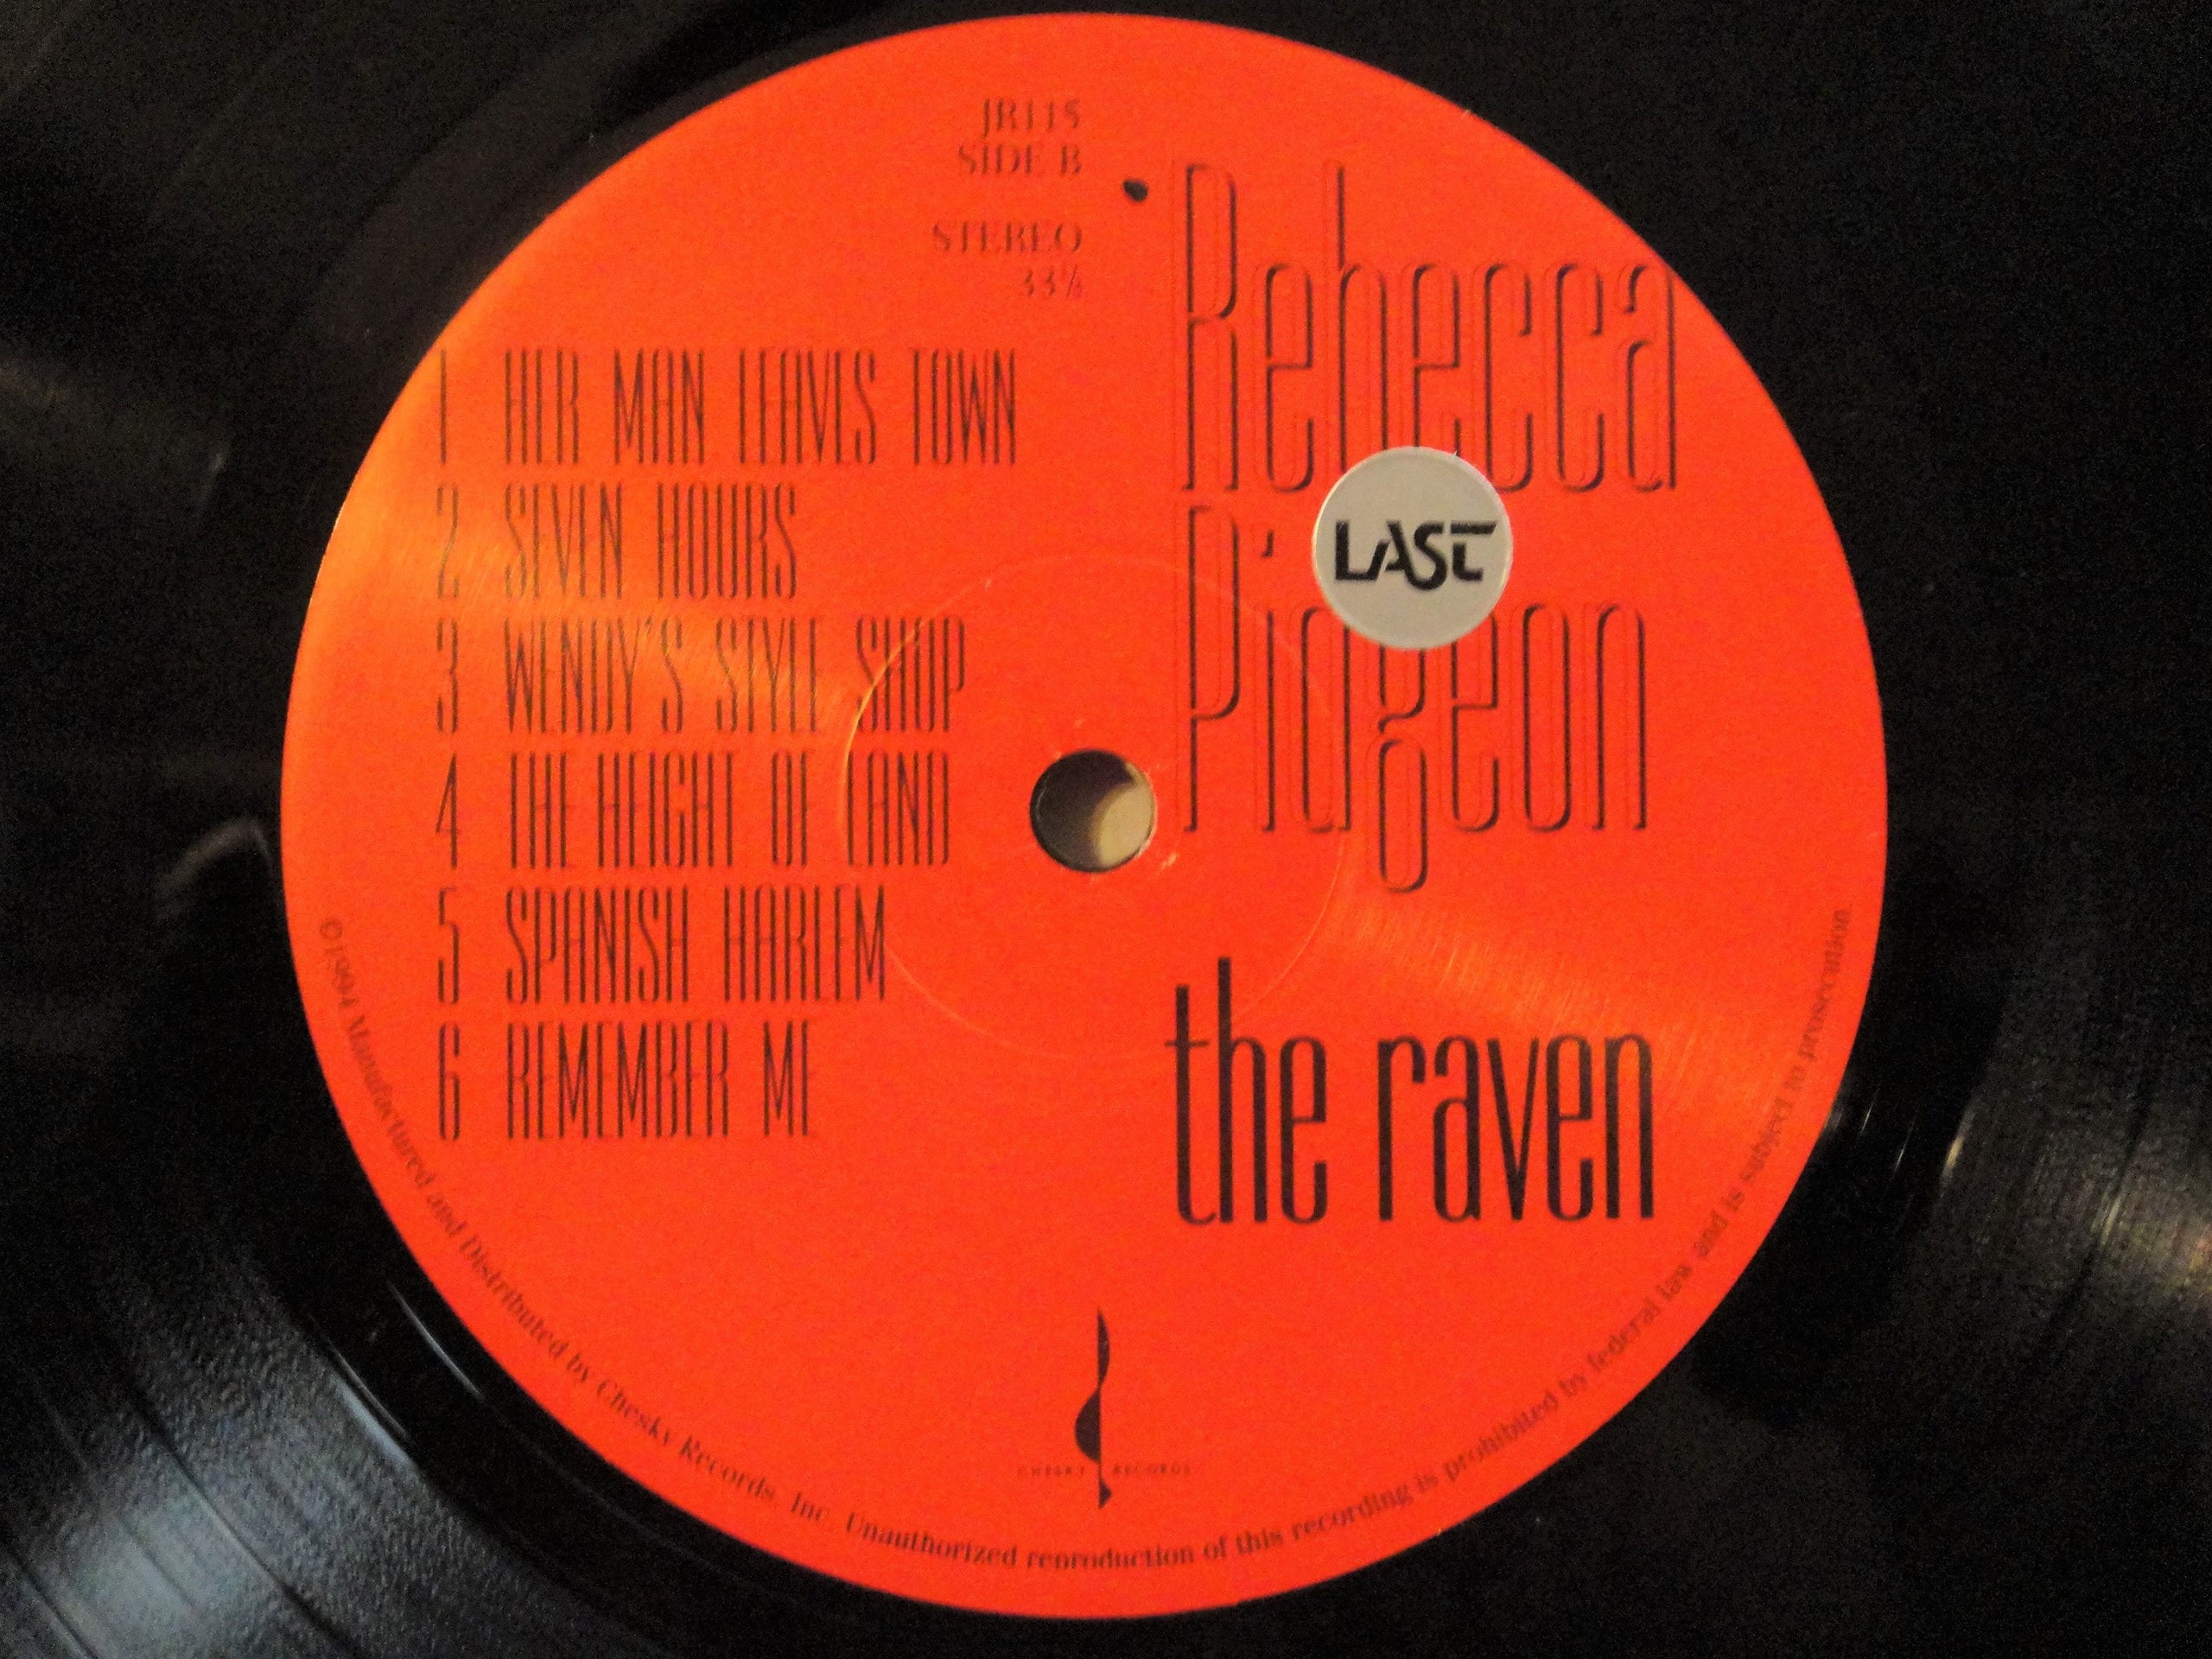 JR115
SIDE B
STEREO
33⅓
Rebecca
Pidgeon
LAST
1 HER MAN LEAVES TOWN
2 SEVEN HOURS
3 WENDY'S STYLE SHOP
4 THE HEIGHT OF LAND
5 SPANISH HARLEM
6 REMEMBER ME
the raven
CHESKY RECORDS
©1994 Manufactured and Distributed by Chesky Records, Inc. Unauthorized reproduction of this recording is prohibited by federal law and is subject to prosecution.